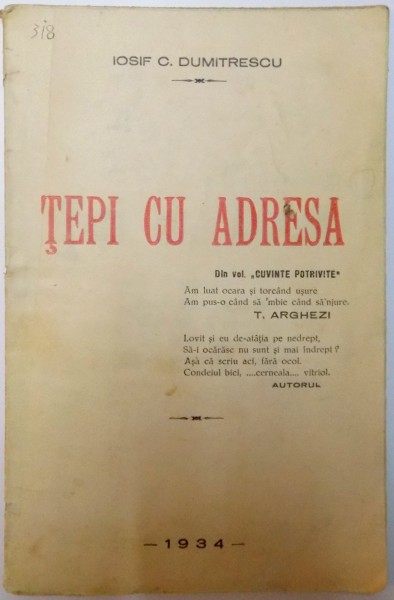 318
IOSIF C. DUMITRESCU
ȚEPI CU ADRESA
Din vol. „CUVINTE POTRIVITE"
Am luat ocara și torcând ușure
Am pus-o când să 'mbie când să'njure.
T. ARGHEZI
Lovit și eu de-atâția pe nedrept,
Să-i ocărăsc nu sunt și mai îndrept?
Așà că scriu aci, fără ocol.
Condeiul bici, ....cerneala.... vitriol.
AUTORUL
— 1934 —